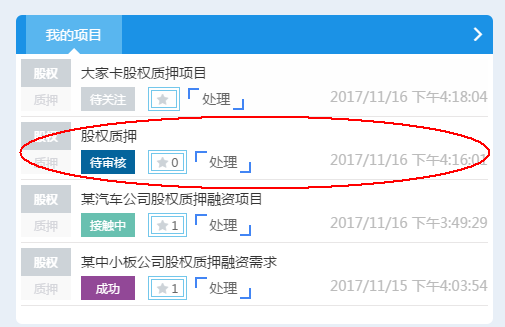 我的项目
股权 大家卡股权质押项目
质押 待关注 处理 2017/11/16 下午4:18:04
股权 股权质押
质押 待审核 0 处理 2017/11/16 下午4:16:01
股权 某汽车公司股权质押融资项目
质押 接触中 1 处理 2017/11/16 下午3:49:29
股权 某中小板公司股权质押融资需求
质押 成功 1 处理 2017/11/15 下午4:03:54